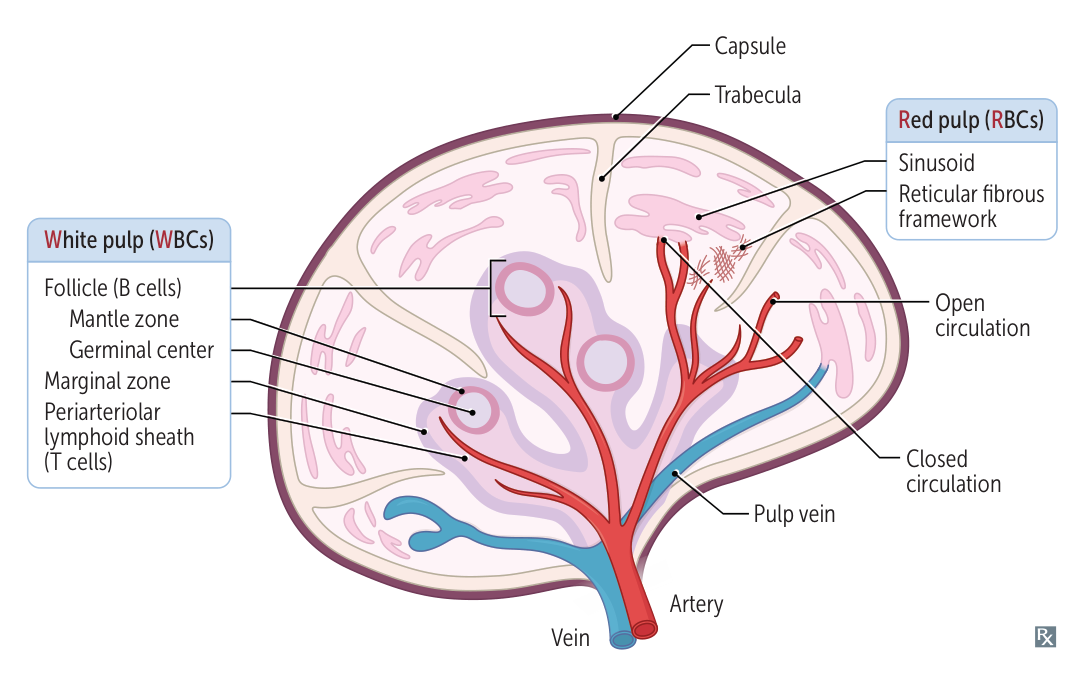 Capsule
Trabecula
Red pulp (RBCs)
Sinusoid
Reticular fibrous
framework
White pulp (WBCs)
Follicle (B cells)
Mantle zone
Germinal center
Marginal zone
Periarteriolar
lymphoid sheath
(T cells)
Open
circulation
Closed
circulation
Pulp vein
Artery
Vein
Rx